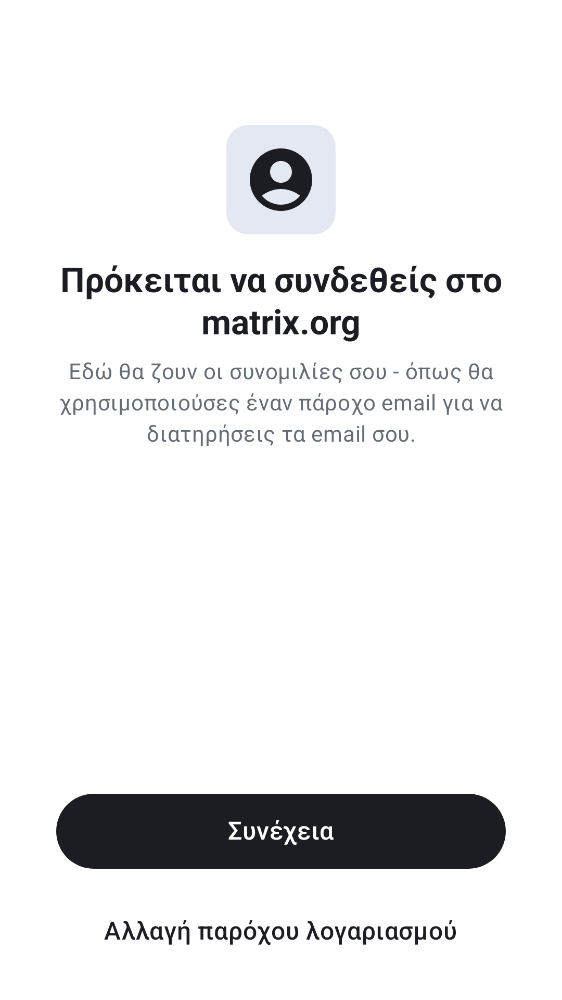 Πρόκειται να συνδεθείς στο
matrix.org
Εδώ θα ζουν οι συνομιλίες σου - όπως θα
χρησιμοποιούσες έναν πάροχο email για να
διατηρήσεις τα email σου.
Συνέχεια
Αλλαγή παρόχου λογαριασμού